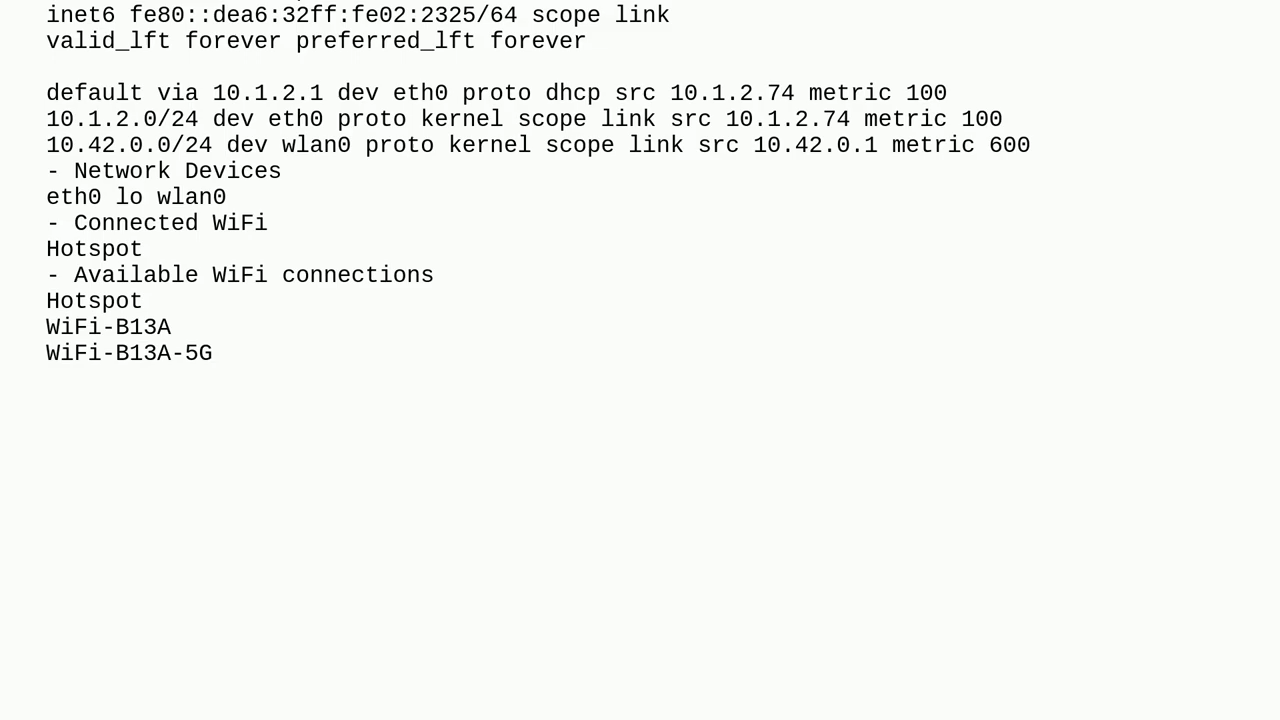 inet6 fe80::dea6:32ff:fe02:2325/64 scope link
valid_lft forever preferred_lft forever

default via 10.1.2.1 dev eth0 proto dhcp src 10.1.2.74 metric 100
10.1.2.0/24 dev eth0 proto kernel scope link src 10.1.2.74 metric 100
10.42.0.0/24 dev wlan0 proto kernel scope link src 10.42.0.1 metric 600
- Network Devices
eth0 lo wlan0
- Connected WiFi
Hotspot
- Available WiFi connections
Hotspot
WiFi-B13A
WiFi-B13A-5G